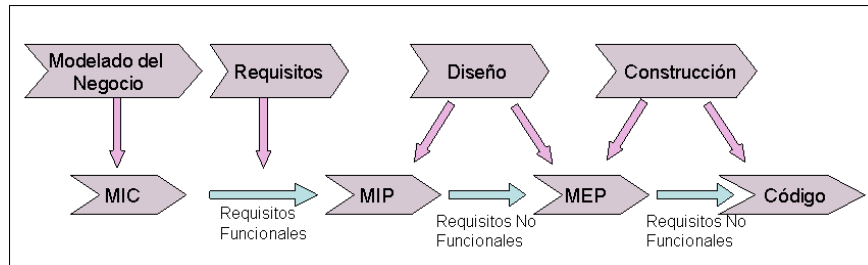 Modelado del
Negocio
Requisitos
Diseño
Construcción
MIC
Requisitos
Funcionales
MIP
Requisitos No
Funcionales
MEP
Requisitos No
Funcionales
Código